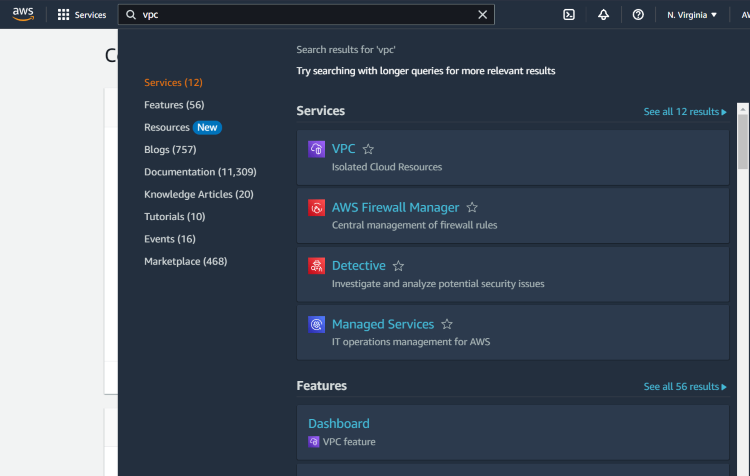 aws
Services
vpc
N. Virginia
Search results for 'vpc'
Try searching with longer queries for more relevant results
Services (12)
Features (56)
Resources New
Blogs (757)
Documentation (11,309)
Knowledge Articles (20)
Tutorials (10)
Events (16)
Marketplace (468)
Services
See all 12 results
VPC
Isolated Cloud Resources
AWS Firewall Manager
Central management of firewall rules
Detective
Investigate and analyze potential security issues
Managed Services
IT operations management for AWS
Features
See all 56 results
Dashboard
VPC feature